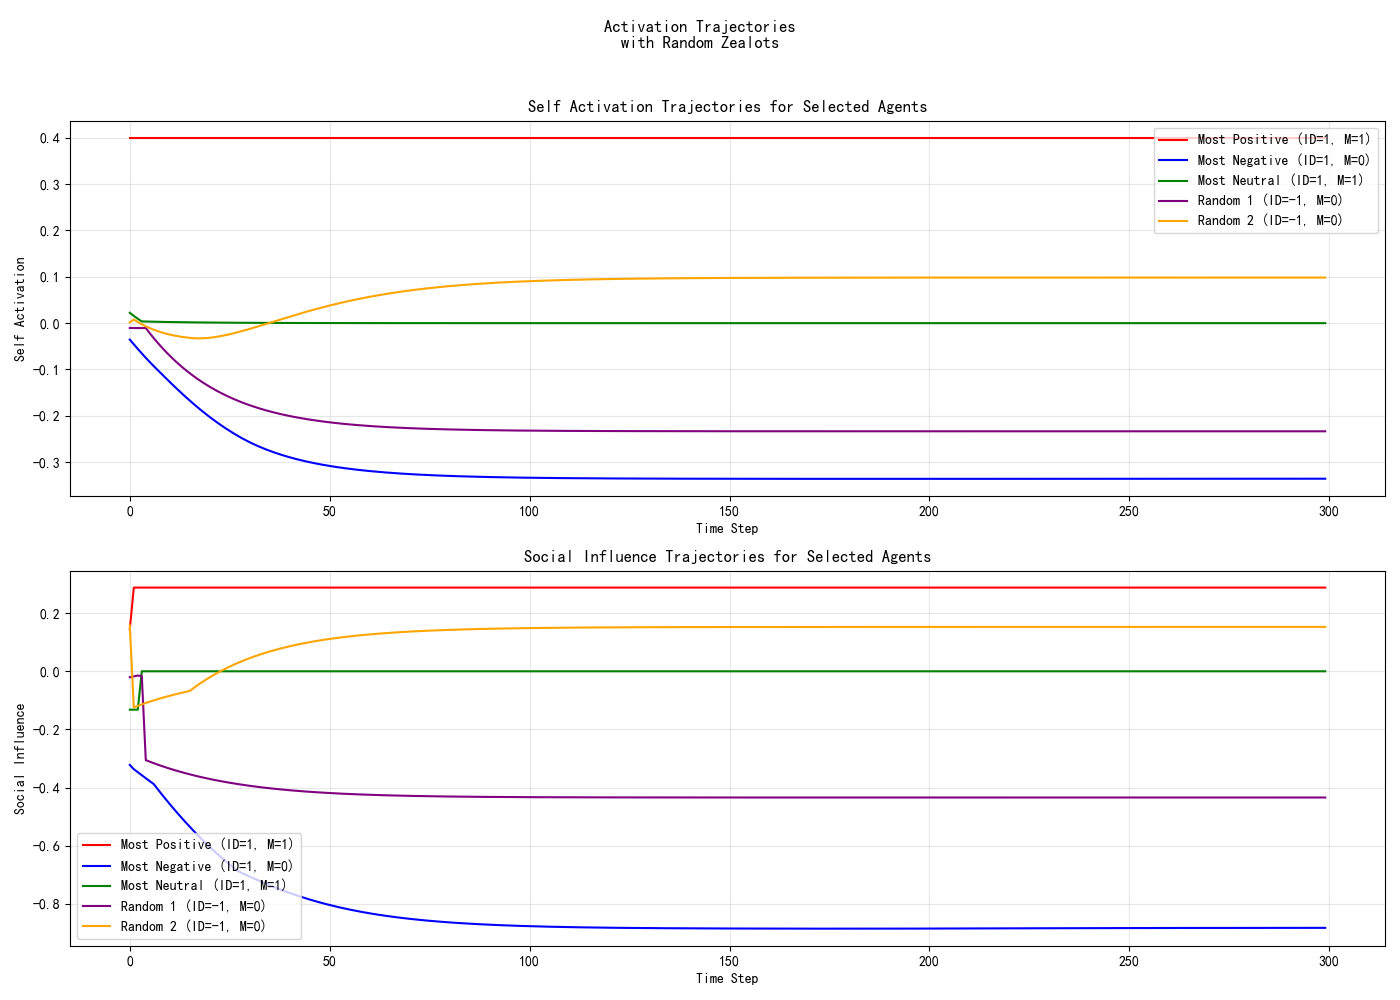 Activation Trajectories
with Random Zealots
Self Activation Trajectories for Selected Agents
Self Activation
0.4
0.3
0.2
0.1
0.0
−0.1
−0.2
−0.3
Most Positive (ID=1, M=1)
Most Negative (ID=1, M=0)
Most Neutral (ID=1, M=1)
Random 1 (ID=-1, M=0)
Random 2 (ID=-1, M=0)
0 50 100 150 200 250 300
Time Step
Social Influence Trajectories for Selected Agents
Social Influence
0.2
0.0
−0.2
−0.4
−0.6
−0.8
Most Positive (ID=1, M=1)
Most Negative (ID=1, M=0)
Most Neutral (ID=1, M=1)
Random 1 (ID=-1, M=0)
Random 2 (ID=-1, M=0)
0 50 100 150 200 250 300
Time Step